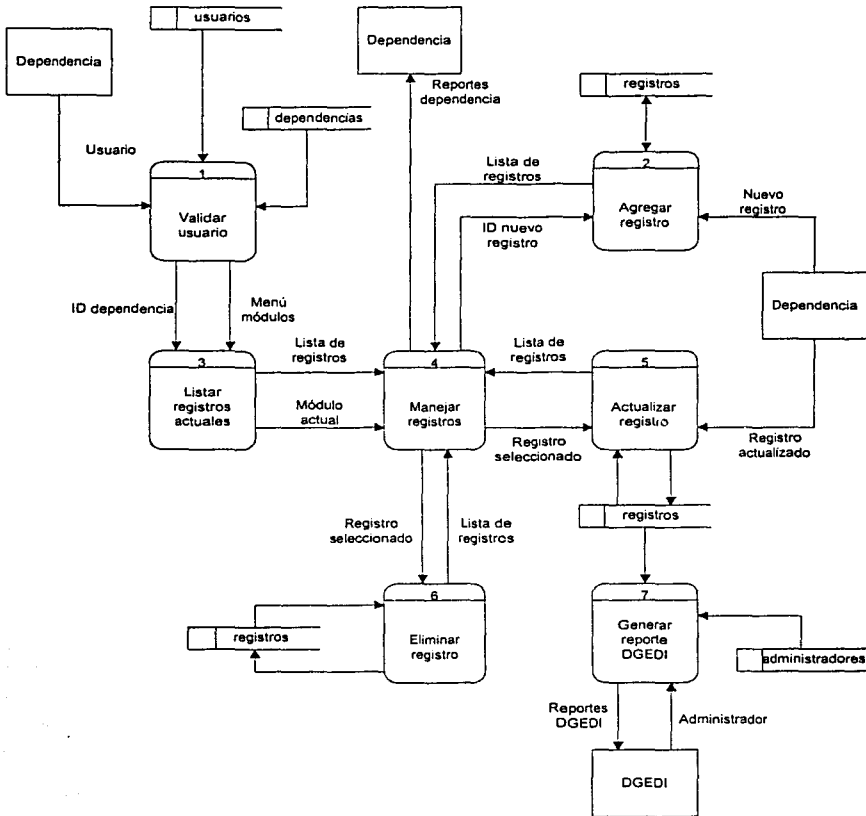 usuarios
Dependencia
Dependencia
Reportes
dependencia
registros
dependencias
Usuario
1
Validar
usuario
Lista de
registros
2
Agregar
registro
Nuevo
registro
ID nuevo
registro
ID dependencia
Menú
módulos
Dependencia
3
Listar
registros
actuales
Lista de
registros
Módulo
actual
4
Manejar
registros
Lista de
registros
Registro
seleccionado
5
Actualizar
registro
Registro
actualizado
Registro
seleccionado
Lista de
registros
registros
6
Eliminar
registro
registros
7
Generar
reporte
DGEDI
administradores
Reportes
DGEDI
Administrador
DGEDI